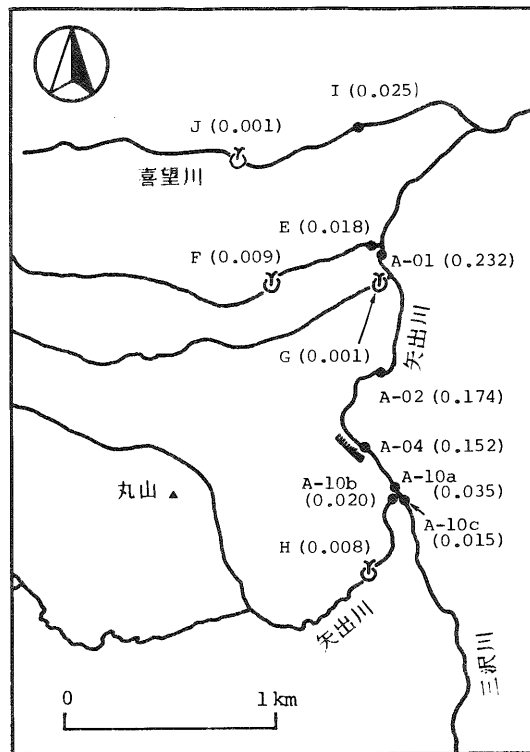 I (0.025)
J (0.001)
喜望川
E (0.018)
F (0.009)
A-01 (0.232)
G (0.001)
矢出川
A-02 (0.174)
A-04 (0.152)
A-10b
(0.020)
A-10a
(0.035)
丸山
A-10c
(0.015)
H (0.008)
矢出川
三沢川
0
1km